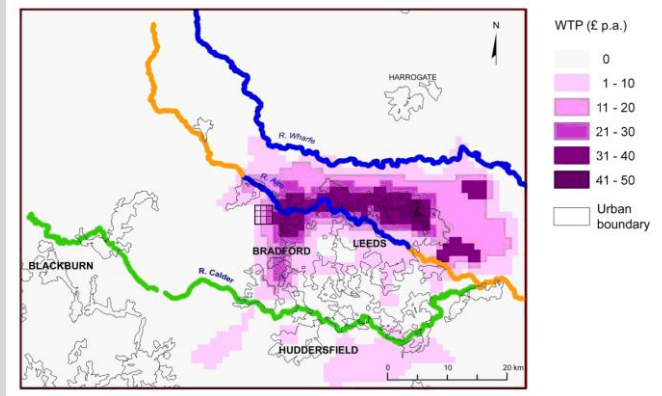 N
HARROGATE
R. Wharfe
R. Aire
BRADFORD
LEEDS
BLACKBURN
R. Calder
HUDDERSFIELD
0 10 20 km
WTP (£ p.a.)
0
1 - 10
11 - 20
21 - 30
31 - 40
41 - 50
Urban
boundary